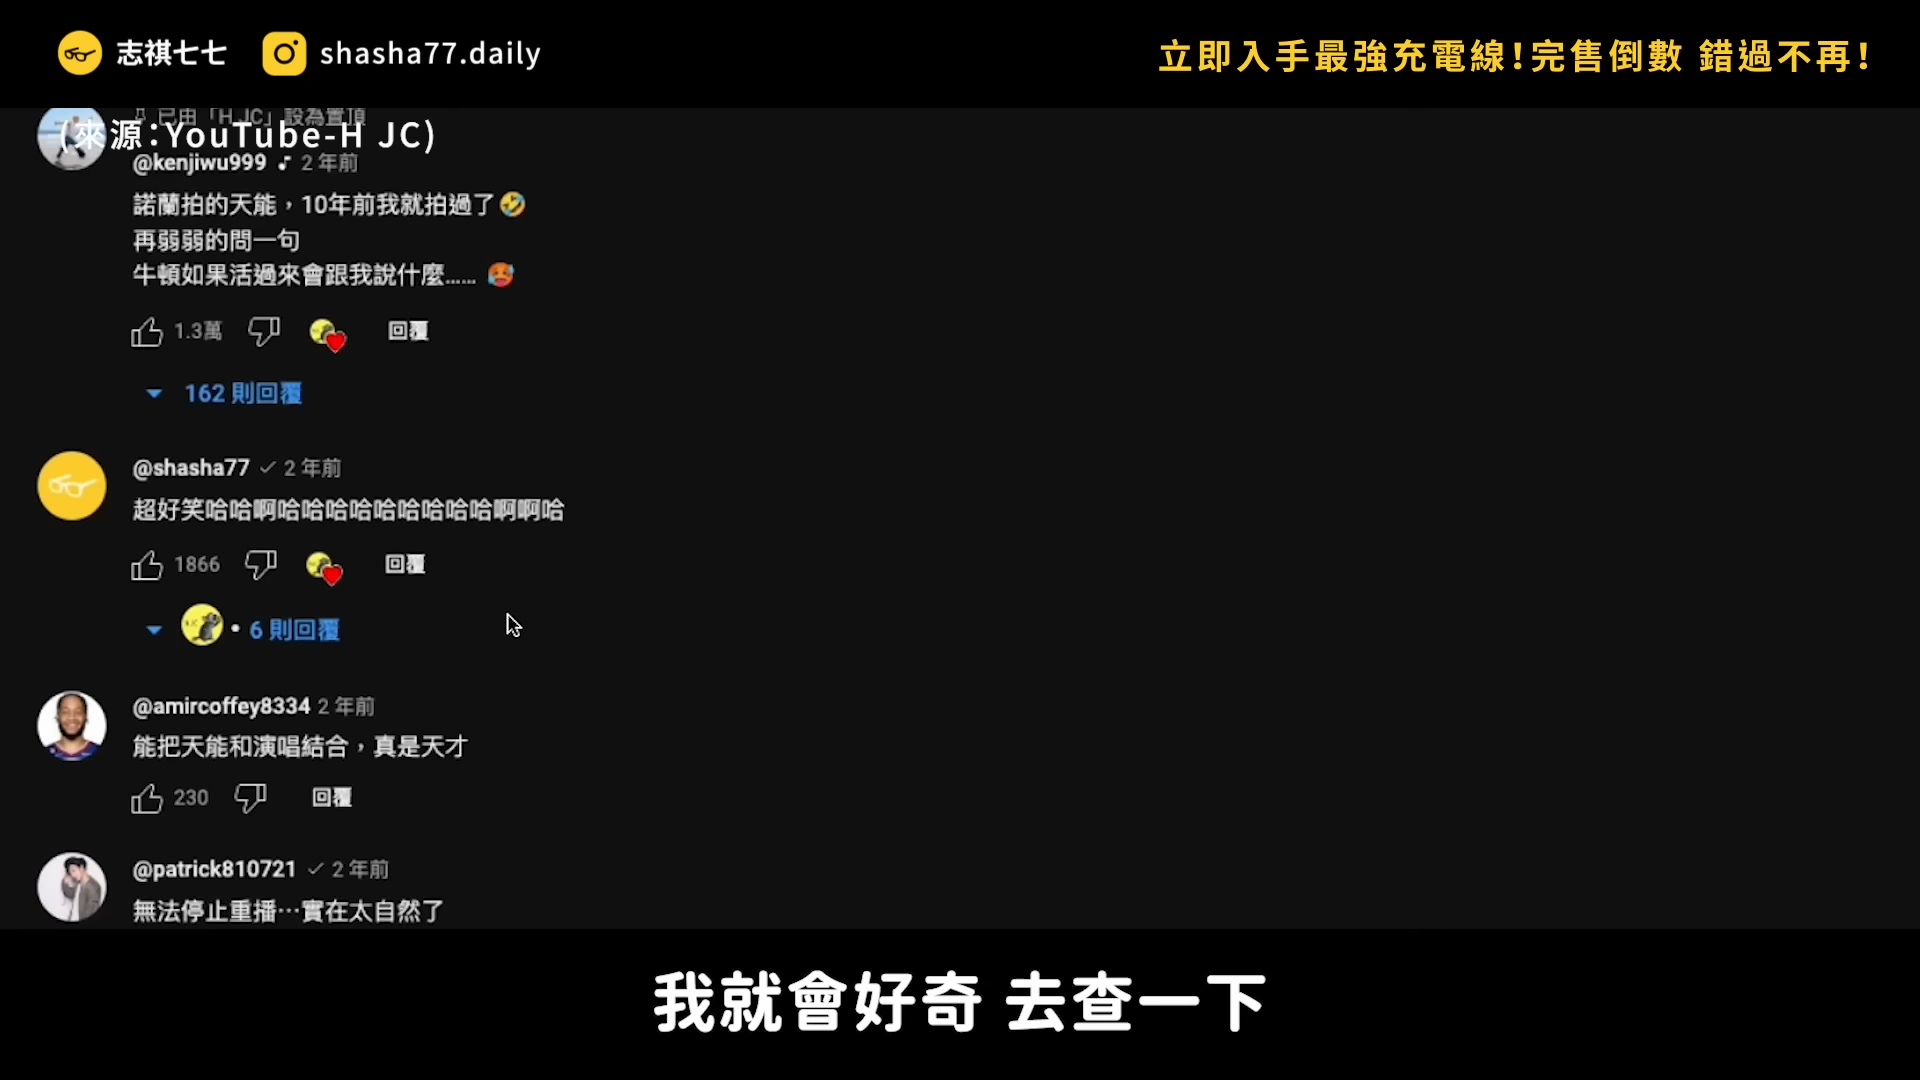 志祺七七 shasha77.daily 立即入手最強充電線!完售倒數 錯過不再!
已由「H JC」設為置頂
(來源:YouTube-H JC)
@kenjiwu999 2 年前
諾蘭拍的天能,10年前我就拍過了🤣
再弱弱的問一句
牛頓如果活過來會跟我說什麼...... 🥵
1.3萬 回覆
162 則回覆
@shasha77 2 年前
超好笑哈哈啊哈哈哈哈哈哈哈哈哈啊啊哈
1866 回覆
• 6 則回覆
@amircoffey8334 2 年前
能把天能和演唱結合,真是天才
230 回覆
@patrick810721 2 年前
無法停止重播…實在太自然了
我就會好奇 去查一下